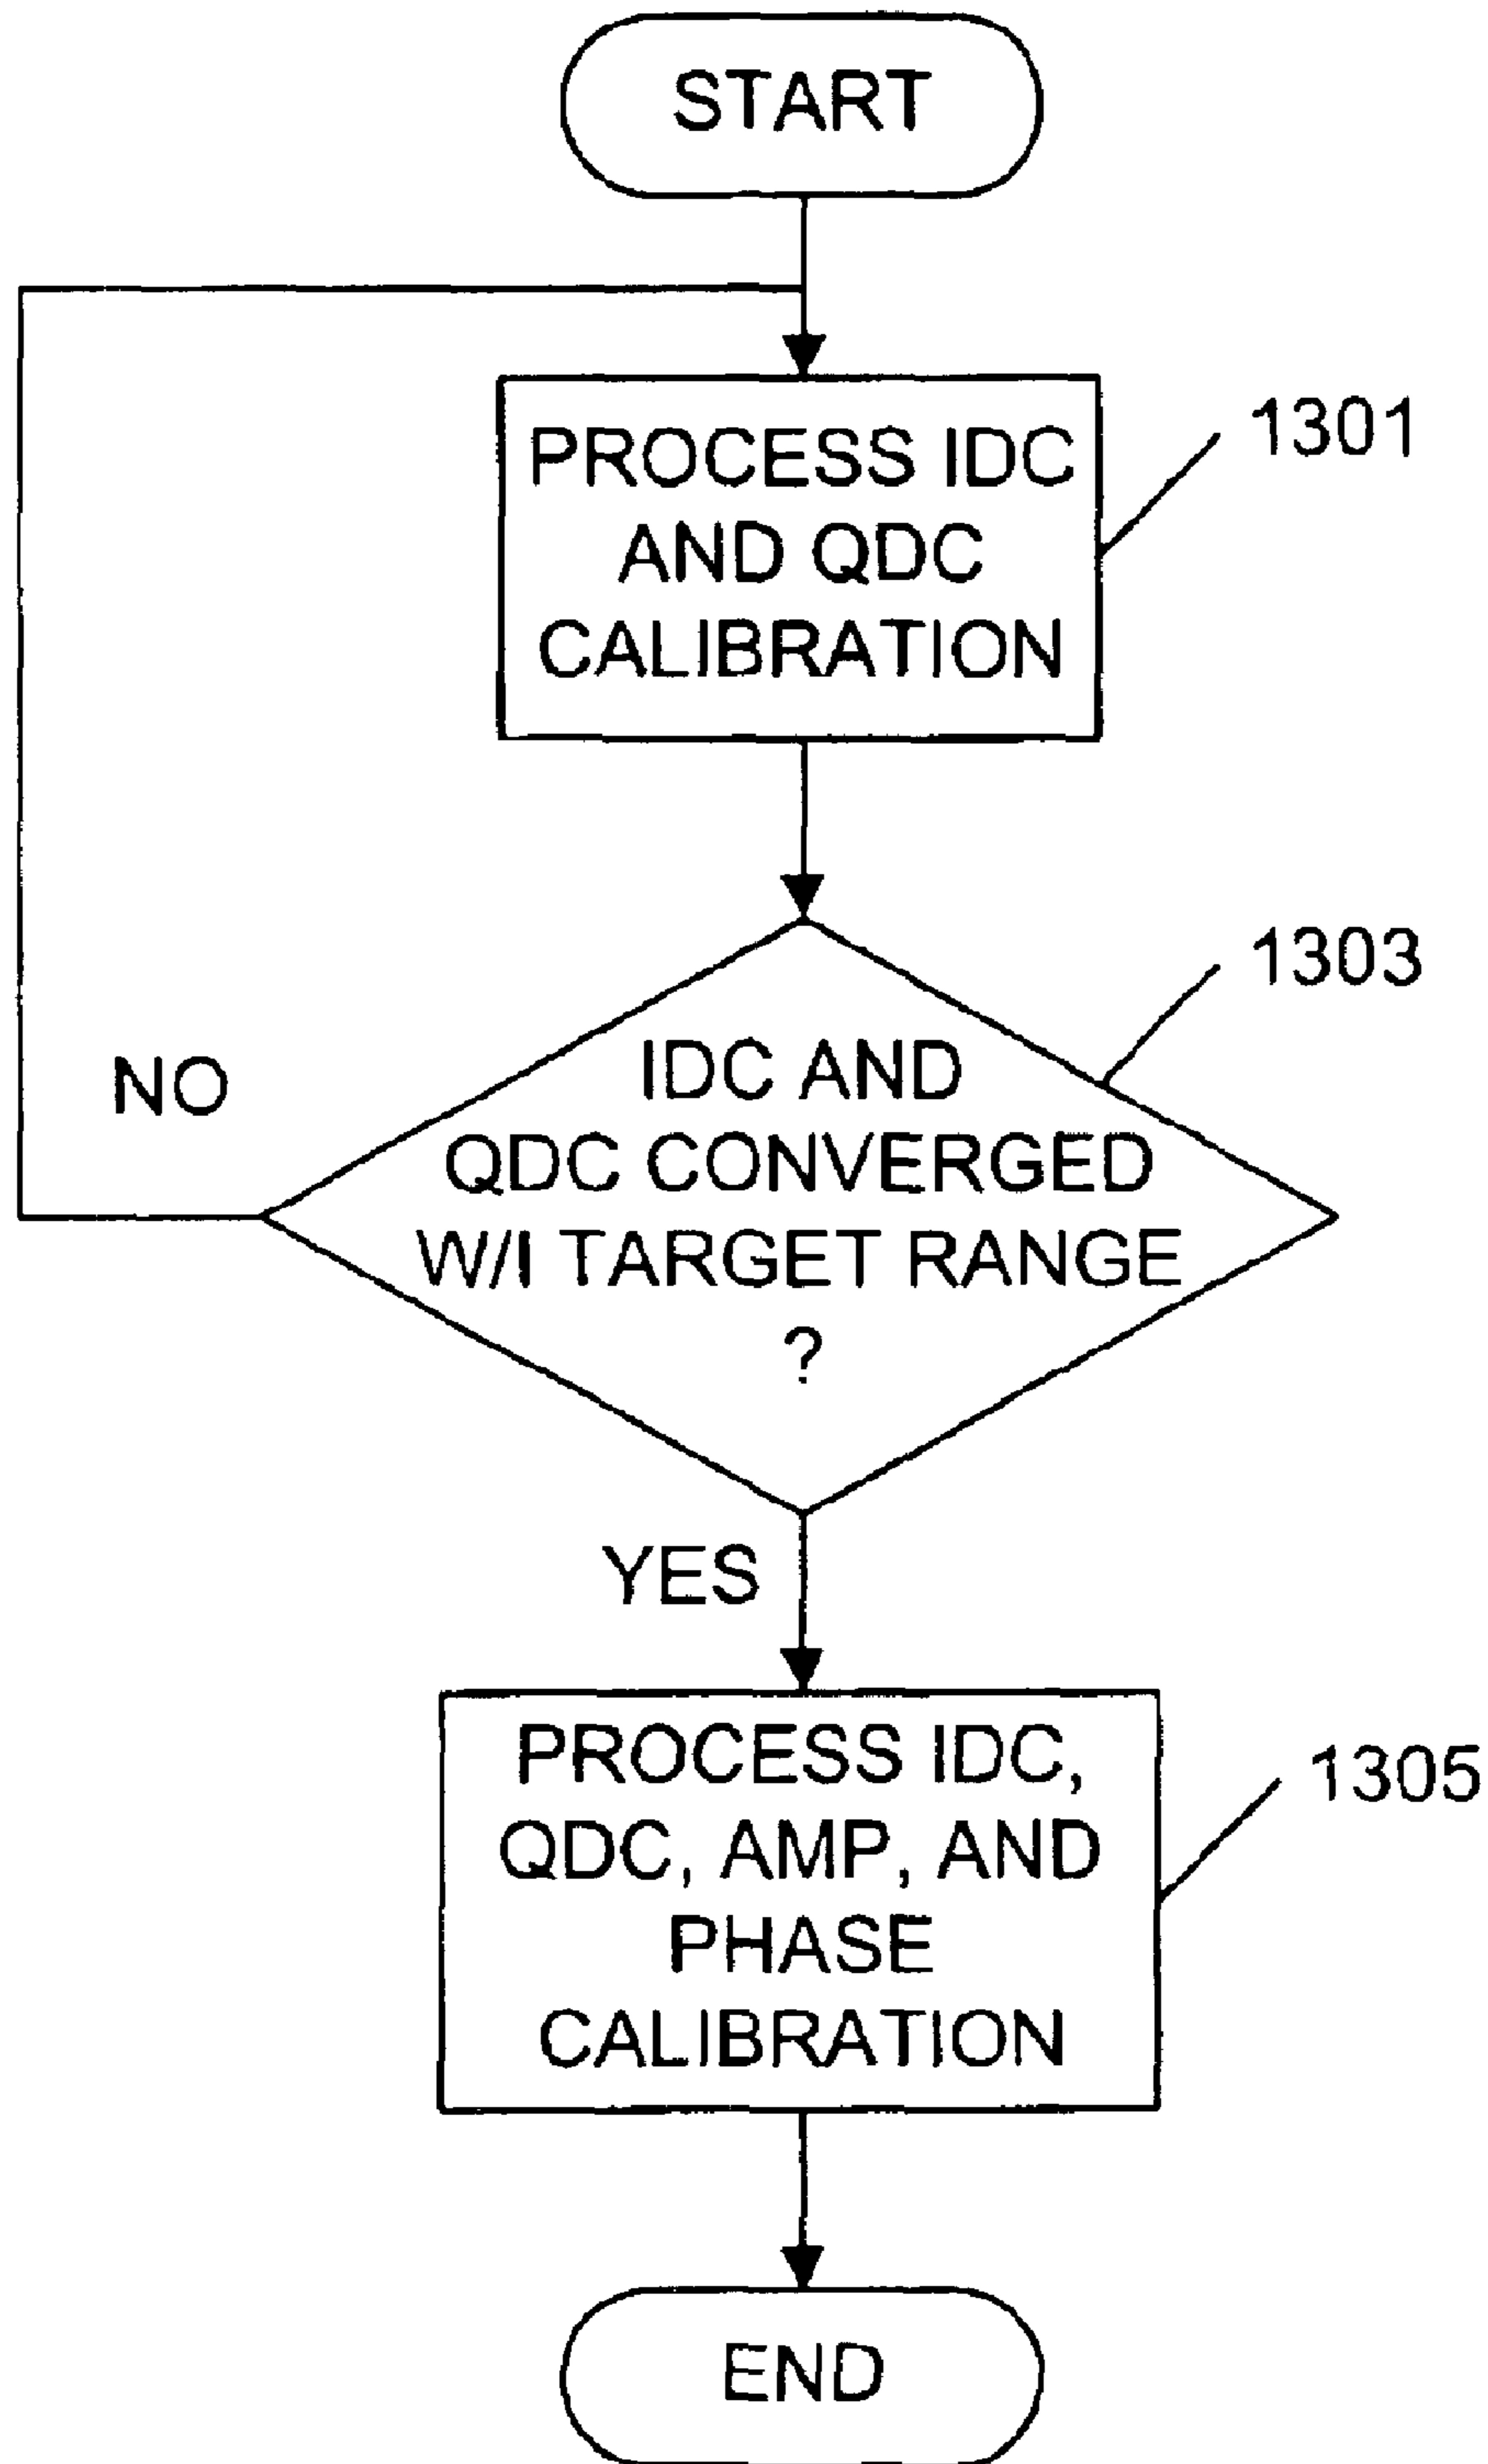 START
PROCESS IDC
AND QDC
CALIBRATION
1301
IDC AND
QDC CONVERGED
W/I TARGET RANGE
?
1303
NO
YES
PROCESS IDC,
QDC, AMP, AND
PHASE
CALIBRATION
1305
END